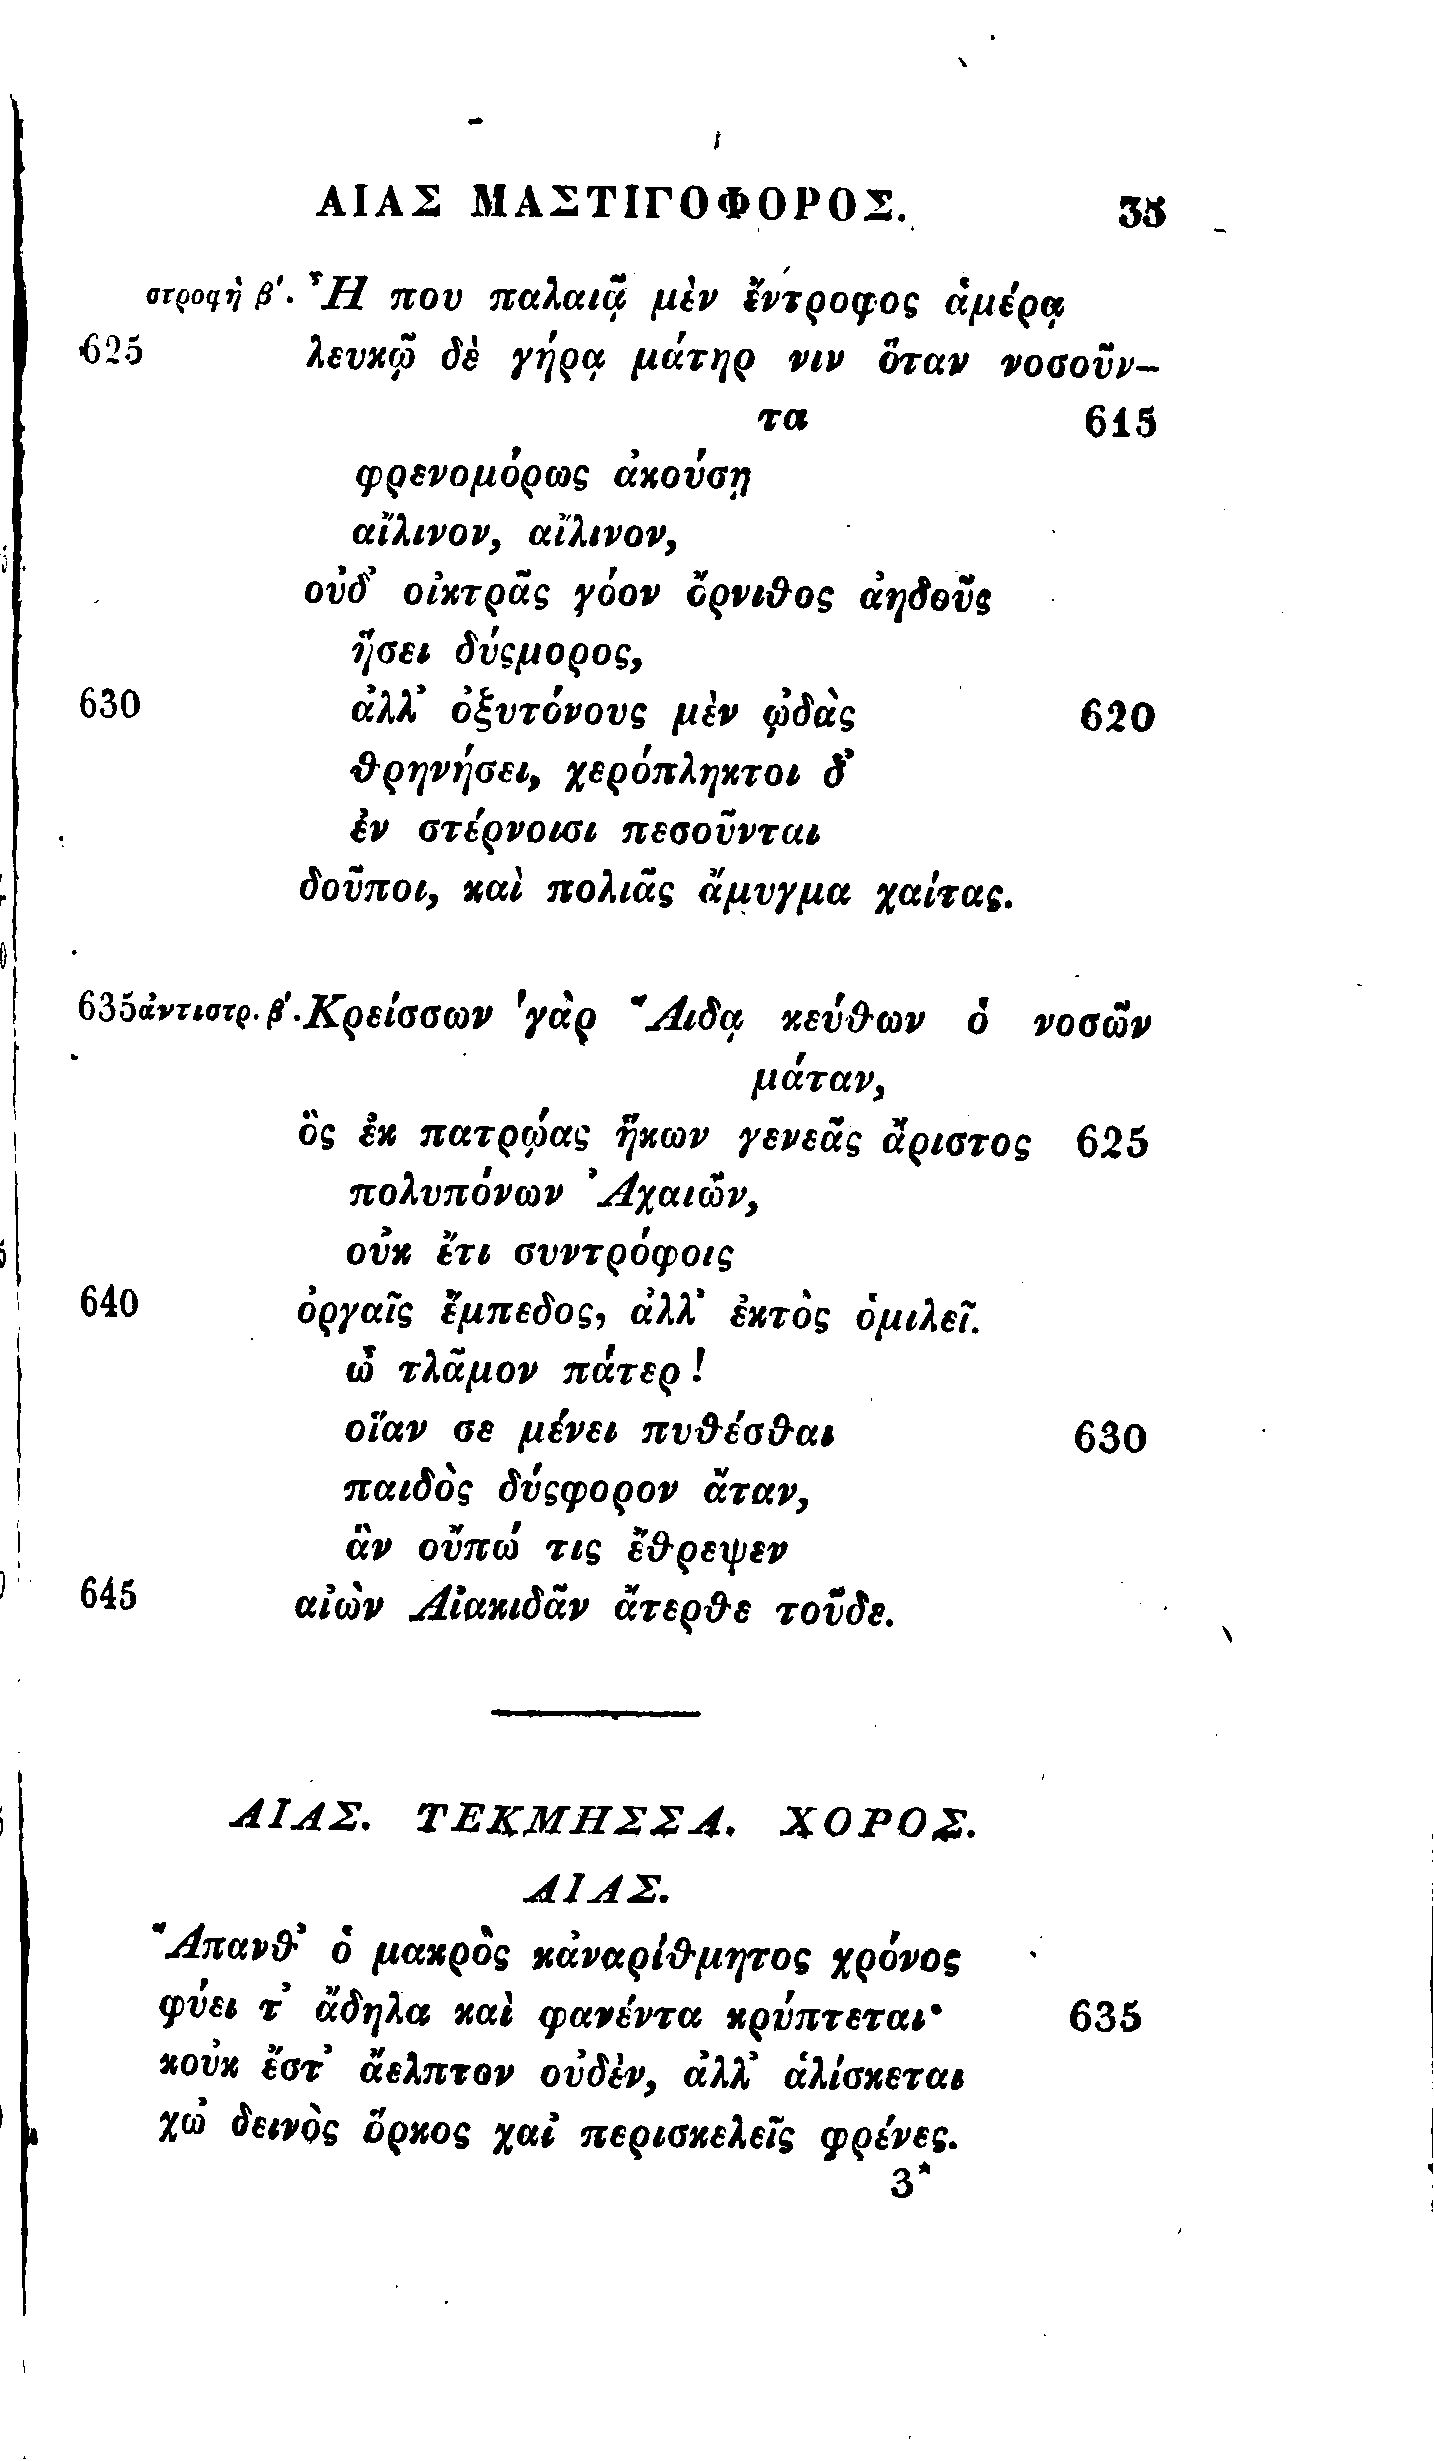 ΑΙΑΣ ΜΑΣΤΙΓΟΦΟΡΟΣ. 35
στροφὴ β΄. Ἦ που παλαιᾷ μὲν ἔντροφος ἁμέρᾳ
625 λευκῷ δὲ γήρᾳ μάτηρ νιν ὅταν νοσοῦν-
τα 615
φρενομόρως ἀκούσῃ
αἴλινον, αἴλινον,
οὐδ᾽ οἰκτρᾶς γόον ὄρνιϑος ἀηδοῦς
ἥσει δύςμορος,
630 ἀλλ᾽ ὀξυτόνους μὲν ᾠδὰς 620
ϑρηνήσει, χερόπληκτοι δ᾽
ἐν στέρνοισι πεσοῦνται
δοῦποι, καὶ πολιᾶς ἄμυγμα χαίτας.
635 ἀντιστρ. β΄. Κρείσσων 'γὰρ Ἅιδᾳ κεύϑων ὁ νοσῶν
μάταν,
ὃς ἐκ πατρῴας ἥκων γενεᾶς ἄριστος 625
πολυπόνων Ἀχαιῶν,
οὐκ ἔτι συντρόφοις
640 ὀργαῖς ἔμπεδος, ἀλλ᾽ ἐκτὸς ὁμιλεῖ.
ὦ τλᾶμον πάτερ!
οἵαν σε μένει πυϑέσϑαι 630
παιδὸς δύςφορον ἄταν,
ἃν οὔπώ τις ἔϑρεψεν
645 αἰὼν Αἰακιδᾶν ἄτερϑε τοῦδε.
ΑΙΑΣ. ΤΕΚΜΗΣΣΑ. ΧΟΡΟΣ.
ΑΙΑΣ.
Ἅπανϑ᾽ ὁ μακρὸς κἀναρίϑμητος χρόνος
φύει τ᾽ ἄδηλα καὶ φανέντα κρύπτεται· 635
κοὐκ ἔστ᾽ ἄελπτον οὐδὲν, ἀλλ᾽ ἁλίσκεται
χὠ δεινὸς ὅρκος χαἰ περισκελεῖς φρένες.
3*